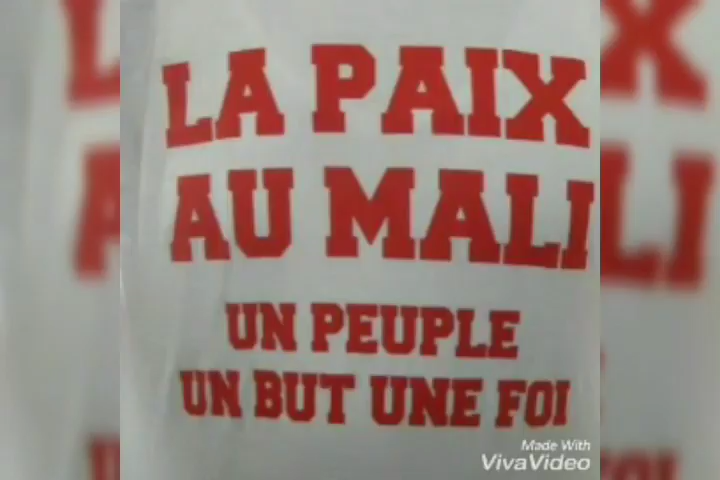 LA PAIX
AU MALI
UN PEUPLE
UN BUT UNE FOI
Made With
VivaVideo